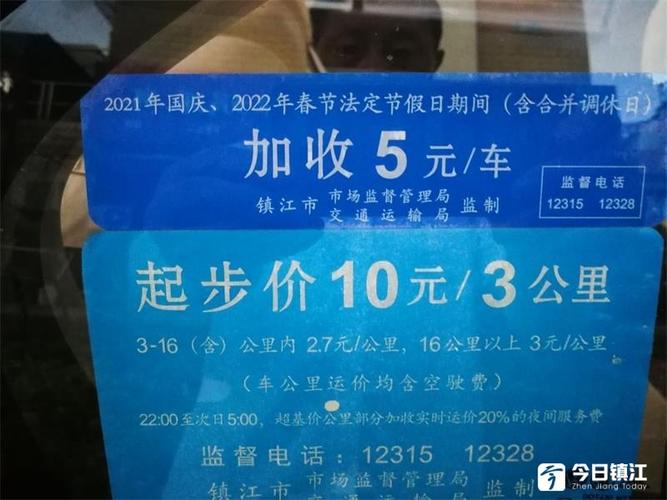 2021年国庆、2022年春节法定节假日期间（含合并调休日）
加收5元/车
镇江市 市场监督管理局 交通运输局 监制
监督电话
12315 12328
起步价10元/3公里
3-16（含）公里内 2.7元/公里，16公里以上 3元/公里
（车公里运价均含空驶费）
22:00至次日5:00，超基价公里部分加收实时运价20%的夜间服务费
监督电话：12315 12328
镇江市 市场监督管理局 交通运输局 监制
今日镇江
Zhen Jiang Today